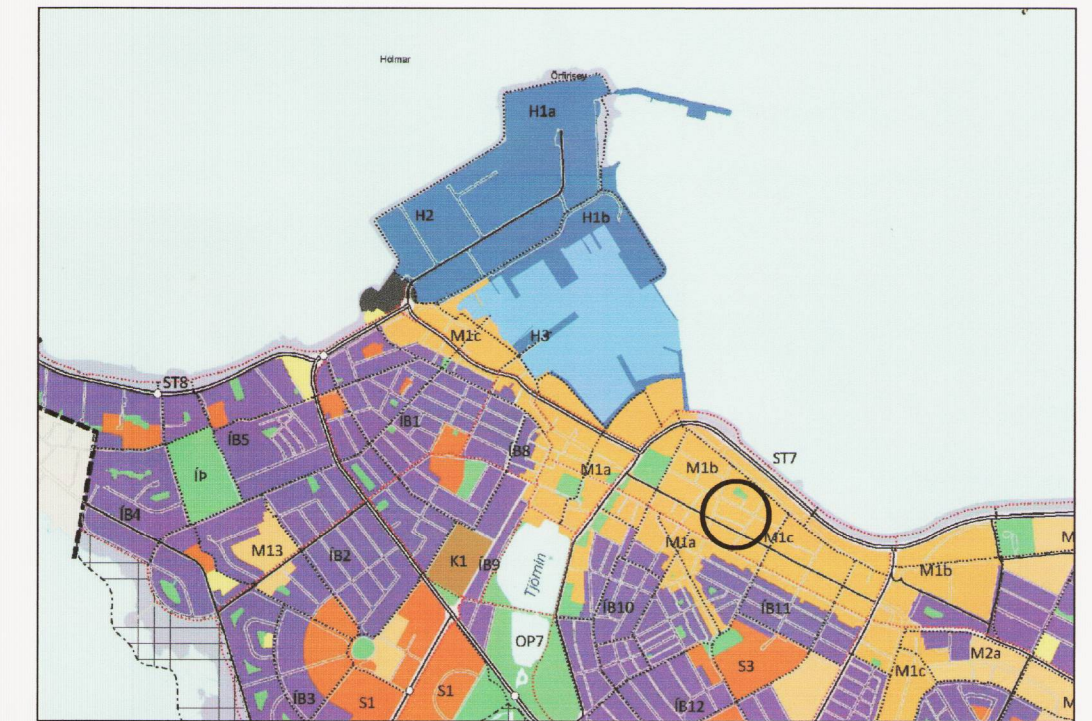 Hólmar
Örfirisey
H1a
H2
H1b
M1c
H3
ST8
ÍB1
ÍB5
ÍB8
ÍÞ
M1a
M1b
ST7
ÍB4
M13
ÍB2
K1
ÍB9
Tjörnin
M1a
M1c
M1b
ÍB10
ÍB11
OP7
M2a
S3
M1c
ÍB3
S1
S1
ÍB12
M
M